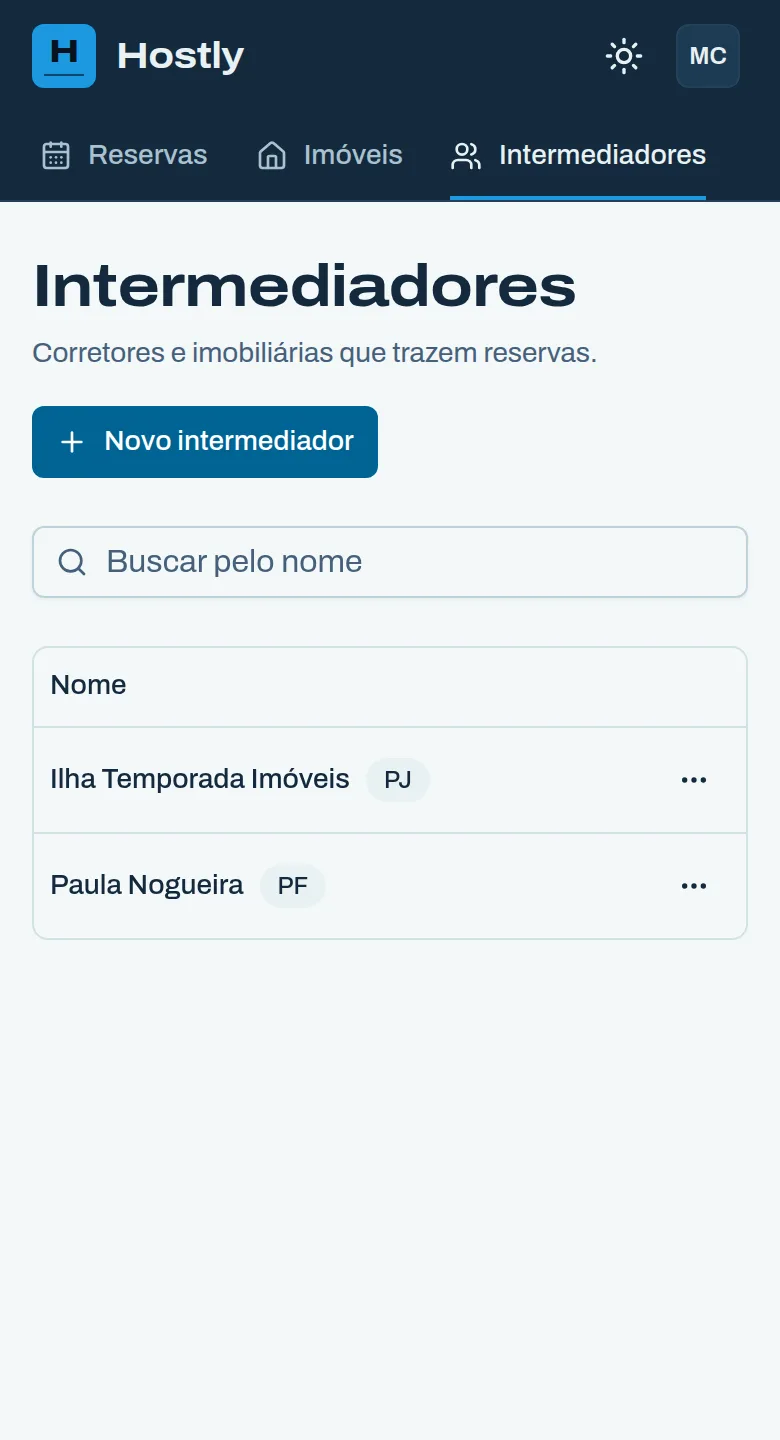 H Hostly MC
Reservas Imóveis Intermediadores
Intermediadores
Corretores e imobiliárias que trazem reservas.
Novo intermediador
Buscar pelo nome
Nome
Ilha Temporada Imóveis PJ
Paula Nogueira PF